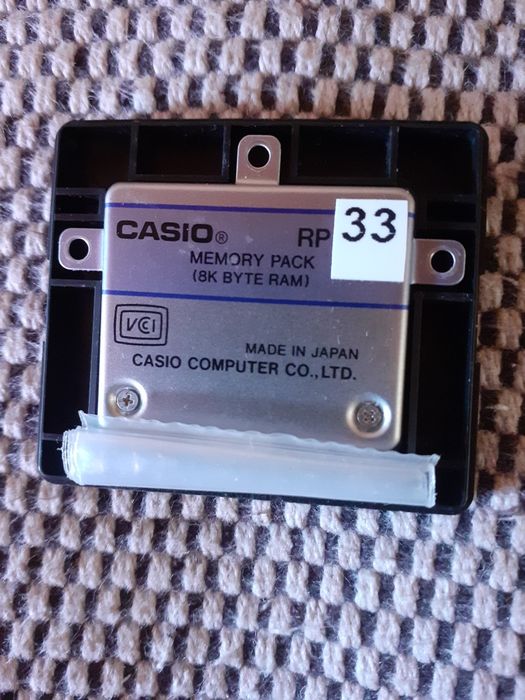 CASIO® RP 33
MEMORY PACK
(8K BYTE RAM)
VCCI
MADE IN JAPAN
CASIO COMPUTER CO.,LTD.